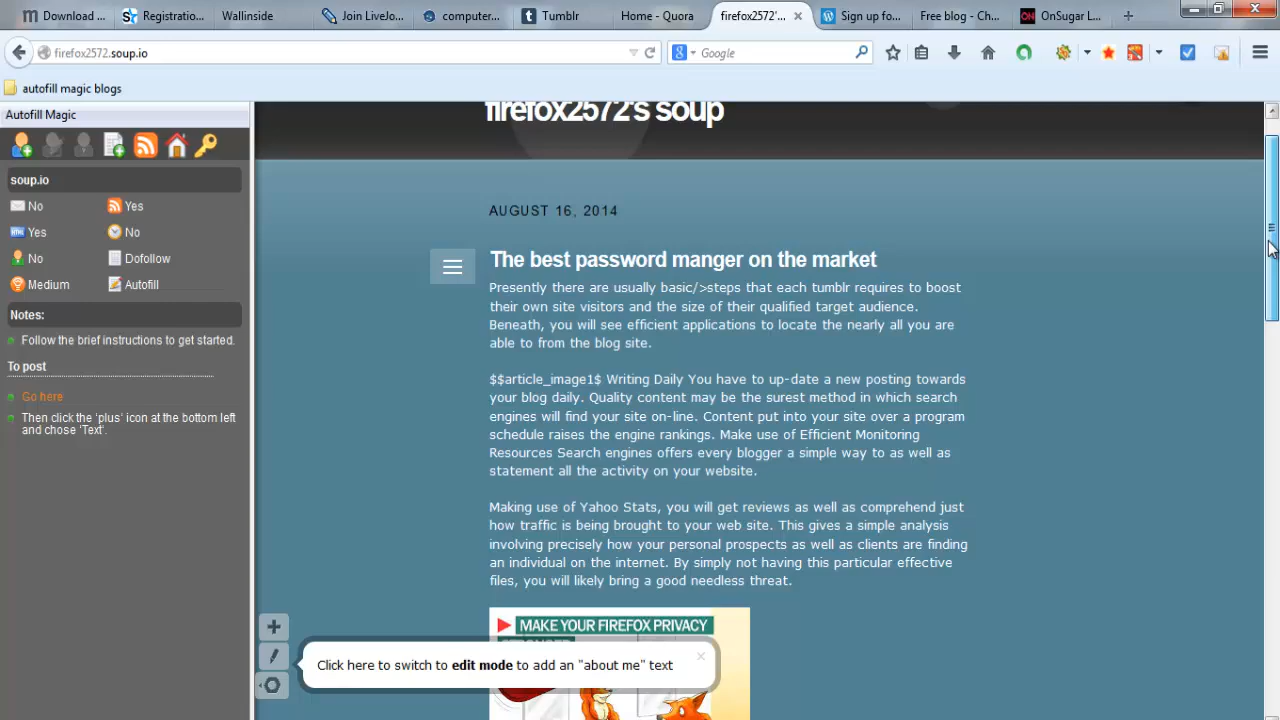 Download ...
Registratio...
Wallinside
Join LiveJo...
computer...
Tumblr
Home - Quora
firefox2572'... ×
Sign up fo...
Free blog - Ch...
ON OnSugar L...
firefox2572.soup.io
Google
autofill magic blogs
Autofill Magic
soup.io
No Yes
Yes No
No Dofollow
Medium Autofill
Notes:
Follow the brief instructions to get started.
To post
Go here
Then click the 'plus' icon at the bottom left
and chose 'Text'.
firefox2572's soup
AUGUST 16, 2014
The best password manger on the market
Presently there are usually basic/>steps that each tumblr requires to boost
their own site visitors and the size of their qualified target audience.
Beneath, you will see efficient applications to locate the nearly all you are
able to from the blog site.
$$article_image1$ Writing Daily You have to up-date a new posting towards
your blog daily. Quality content may be the surest method in which search
engines will find your site on-line. Content put into your site over a program
schedule raises the engine rankings. Make use of Efficient Monitoring
Resources Search engines offers every blogger a simple way to as well as
statement all the activity on your website.
Making use of Yahoo Stats, you will get reviews as well as comprehend just
how traffic is being brought to your web site. This gives a simple analysis
involving precisely how your personal prospects as well as clients are finding
an individual on the internet. By simply not having this particular effective
files, you will likely bring a good needless threat.
MAKE YOUR FIREFOX PRIVACY
Click here to switch to edit mode to add an "about me" text